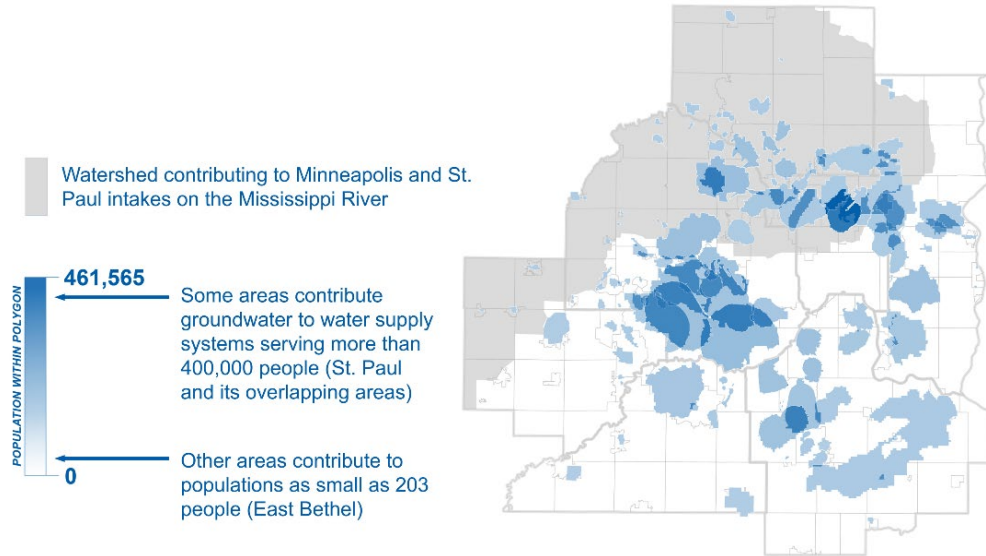 Watershed contributing to Minneapolis and St.
Paul intakes on the Mississippi River
461,565
Some areas contribute
groundwater to water supply
systems serving more than
400,000 people (St. Paul
and its overlapping areas)
POPULATION WITHIN POLYGON
Other areas contribute to
populations as small as 203
people (East Bethel)
0